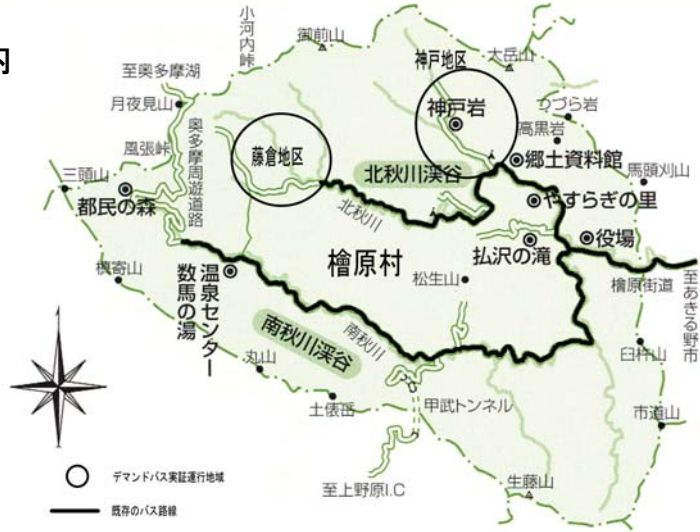 内
小河内峠
御前山
大岳山
神戸地区
至奥多摩湖
神戸岩
つづら岩
月夜見山
高黒岩
奥多摩周遊道路
風張峠
藤倉地区
郷土資料館
北秋川渓谷
馬頭刈山
三頭山
都民の森
やすらぎの里
北秋川
役場
払沢の滝
檜原村
槇寄山
温泉センター
数馬の湯
松生山
檜原街道
至あきる野市
南秋川渓谷
南秋川
臼杵山
丸山
土俵岳
甲武トンネル
市道山
至上野原I.C
生藤山
デマンドバス実証運行地域
既存のバス路線